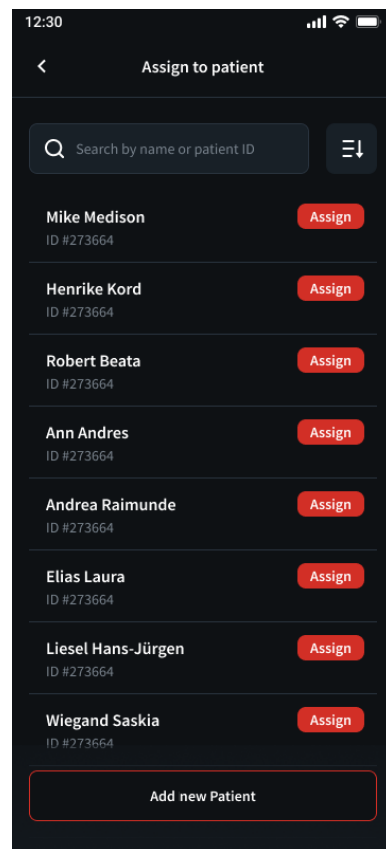 12:30
Assign to patient
Search by name or patient ID
Mike Medison
Assign
ID #273664
Henrike Kord
Assign
ID #273664
Robert Beata
Assign
ID #273664
Ann Andres
Assign
ID #273664
Andrea Raimunde
Assign
ID #273664
Elias Laura
Assign
ID #273664
Liesel Hans-Jürgen
Assign
ID #273664
Wiegand Saskia
Assign
ID #273664
Add new Patient